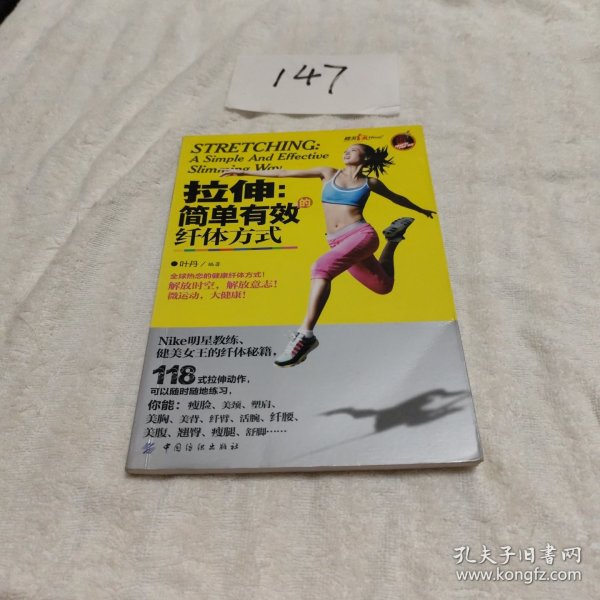 147
STRETCHING:
A Simple And Effective
Slimming Way
拉伸:
简单有效的
纤体方式
叶丹/编著
全球热恋的健康纤体方式!
解放时空,解放意志!
微运动,大健康!
Nike明星教练、
健美女王的纤体秘籍,
118式拉伸动作,
可以随时随地练习,
你能:瘦脸、美颈、塑肩、
美胸、美背、纤臂、活腕、纤腰、
美腹、翘臀、瘦腿、舒脚……
中国纺织出版社
孔夫子旧书网
www.kongfz.com